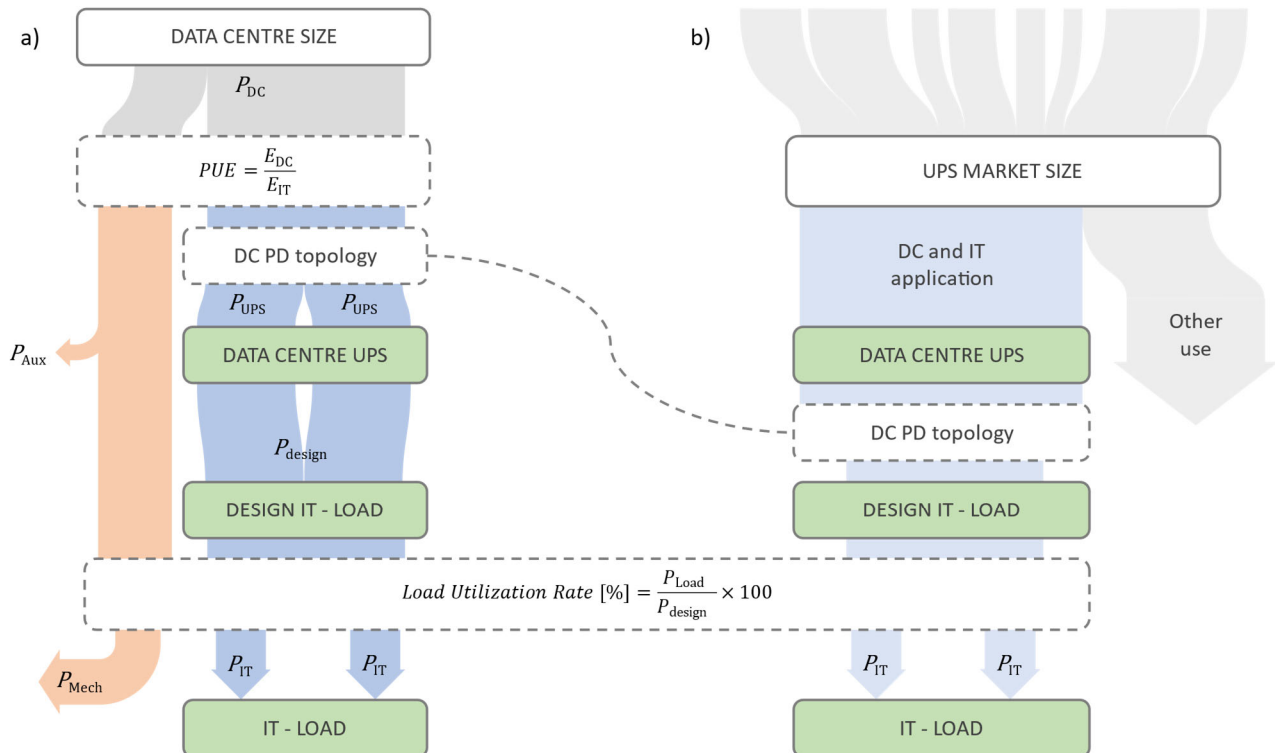 a)
DATA CENTRE SIZE
P_DC
PUE = E_DC / E_IT
DC PD topology
P_UPS P_UPS
DATA CENTRE UPS
P_Aux
P_design
DESIGN IT - LOAD
b)
UPS MARKET SIZE
DC and IT
application
Other
use
DATA CENTRE UPS
DC PD topology
DESIGN IT - LOAD
Load Utilization Rate [%] = P_Load / P_design × 100
P_Mech
P_IT P_IT
IT - LOAD
P_IT P_IT
IT - LOAD